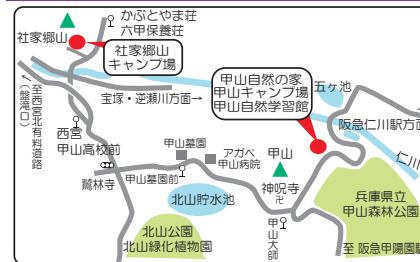 かぶとやま荘
六甲保養荘
社家郷山
社家郷山
キャンプ場
甲山自然の家
甲山キャンプ場
甲山自然学習館
五ヶ池
←至西宮北有料道路
(盤滝口)
宝塚・逆瀬川方面→
阪急仁川駅方面
仁川
西宮
甲山高校前
甲山墓園
アガペ
甲山病院
甲山
鷲林寺
甲山墓園前
神呪寺
卍
北山貯水池
兵庫県立
甲山森林公園
甲山大師
北山公園
北山緑化植物園
至 阪急甲陽園駅